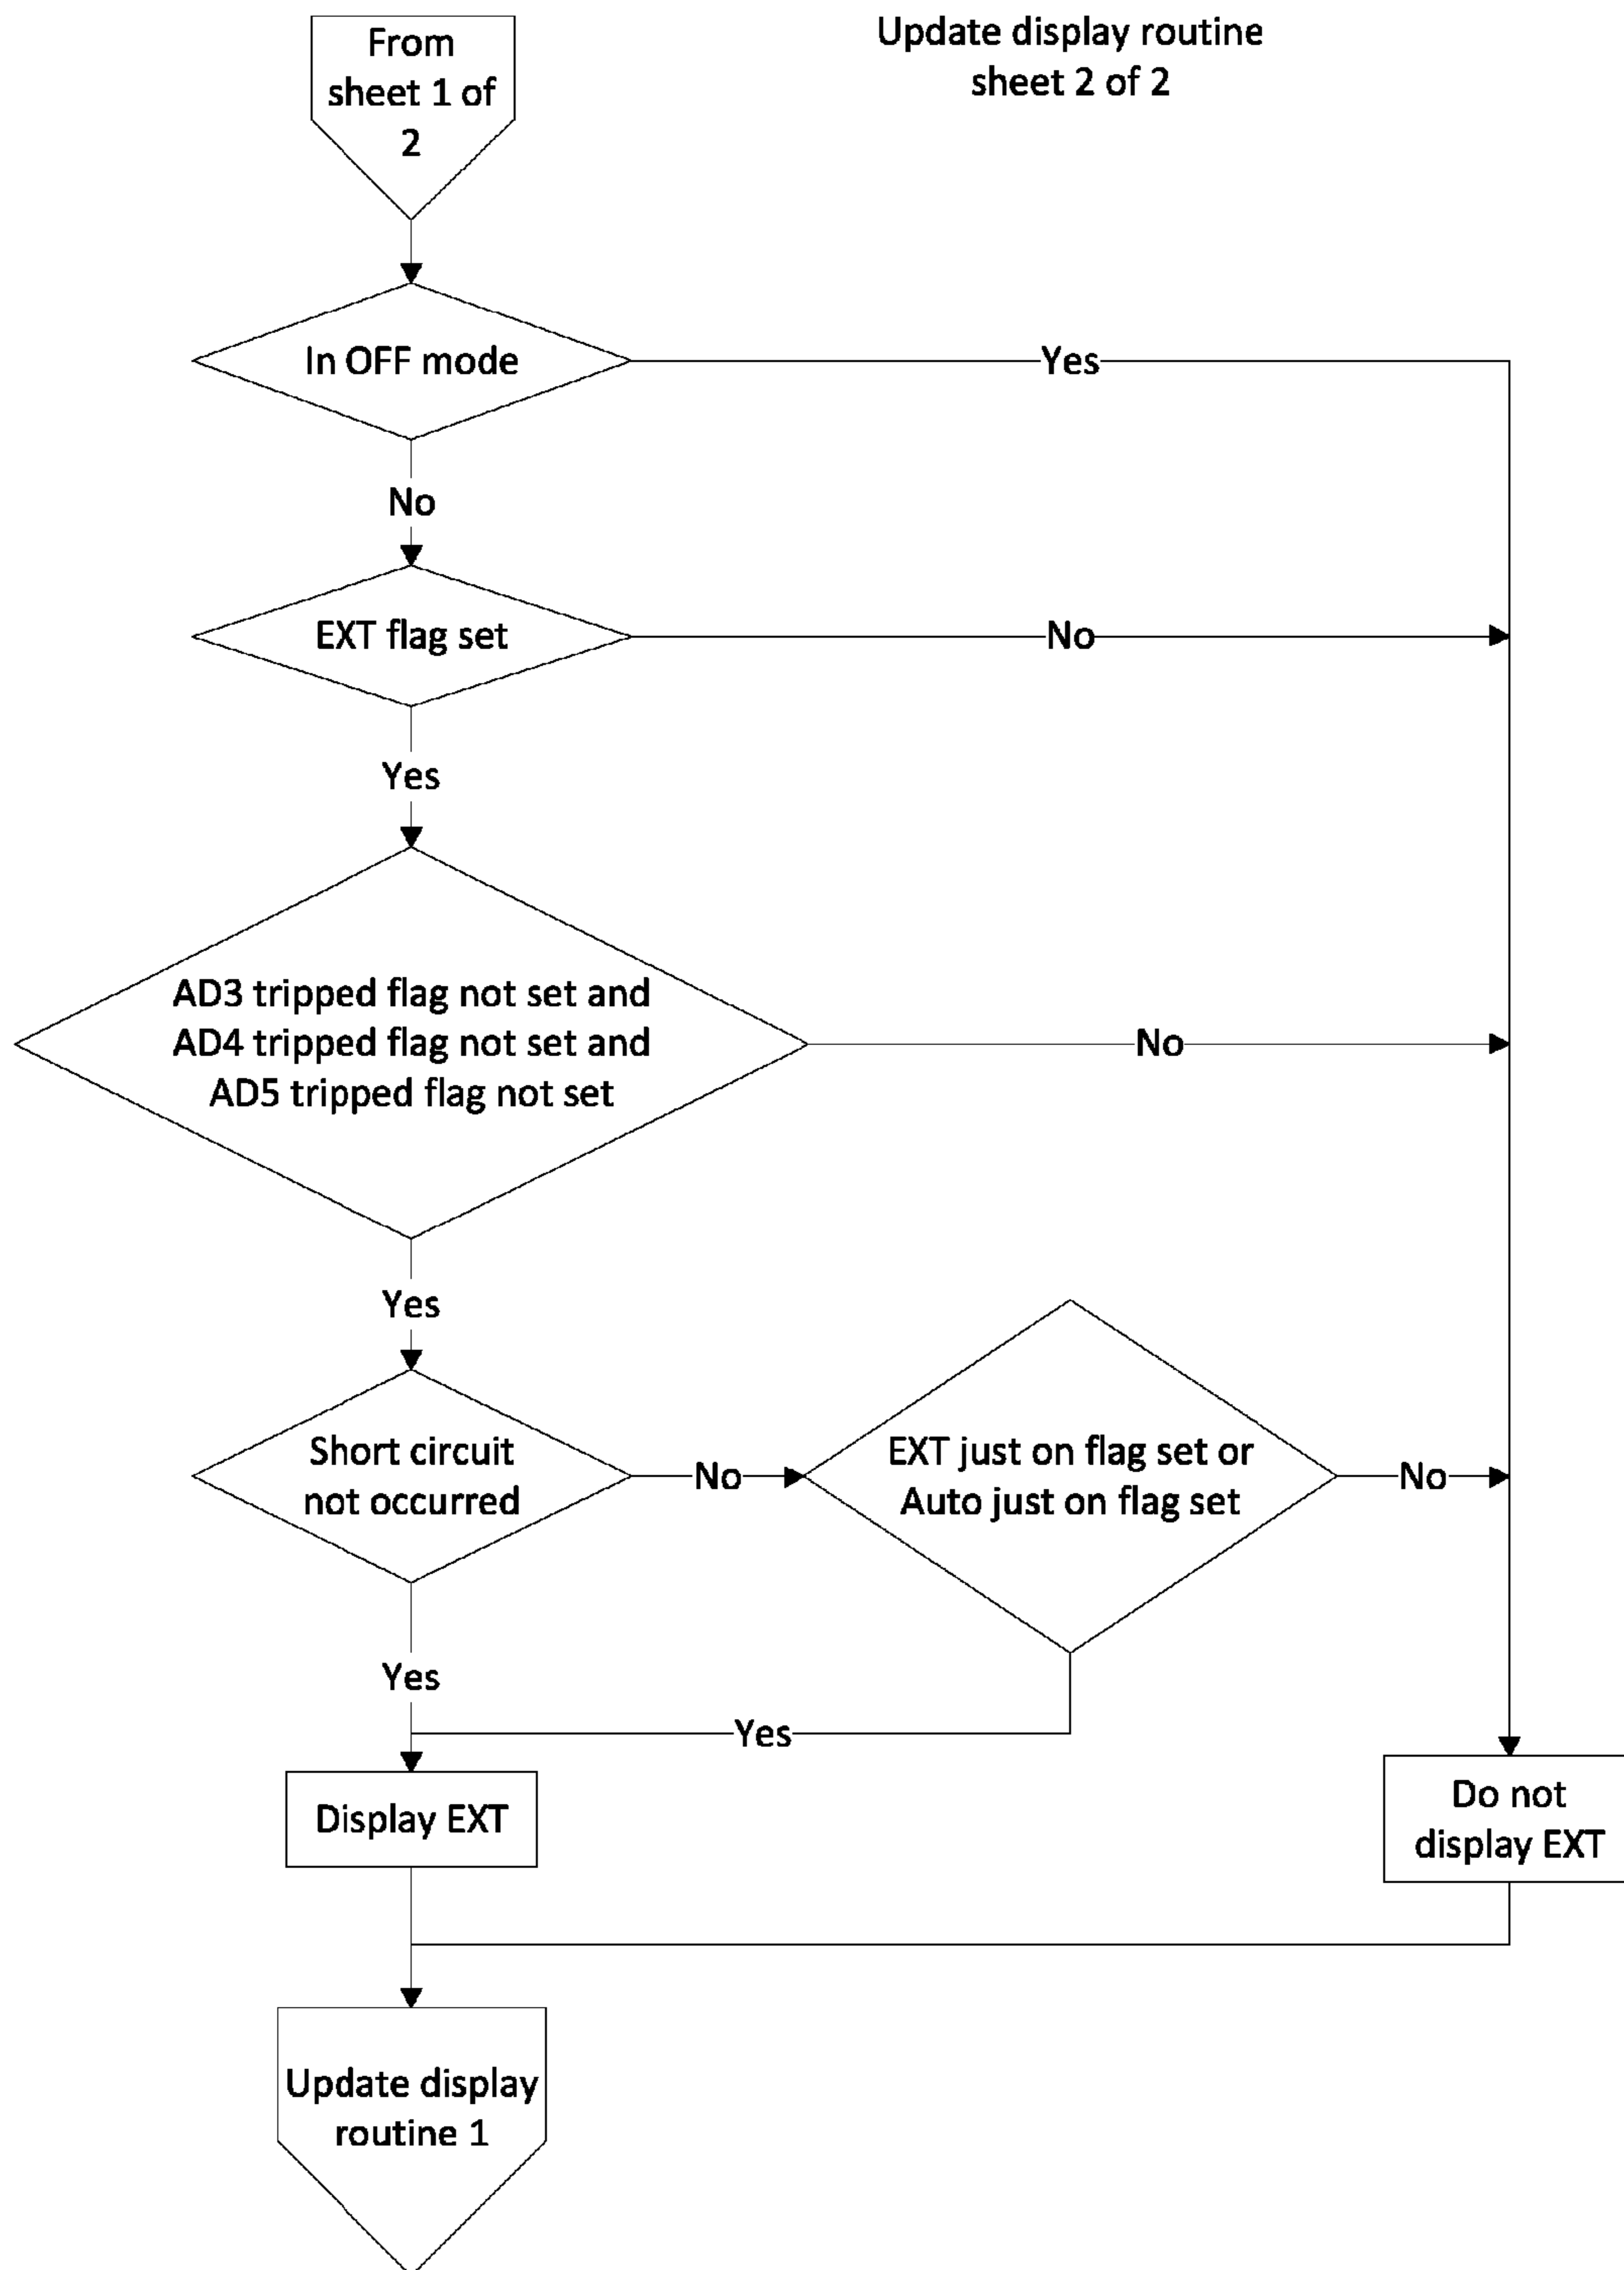 From
sheet 1 of
2
Update display routine
sheet 2 of 2
In OFF mode
Yes
No
EXT flag set
No
Yes
AD3 tripped flag not set and
AD4 tripped flag not set and
AD5 tripped flag not set
No
Yes
Short circuit
not occurred
No
EXT just on flag set or
Auto just on flag set
No
Yes
Yes
Display EXT
Do not
display EXT
Update display
routine 1